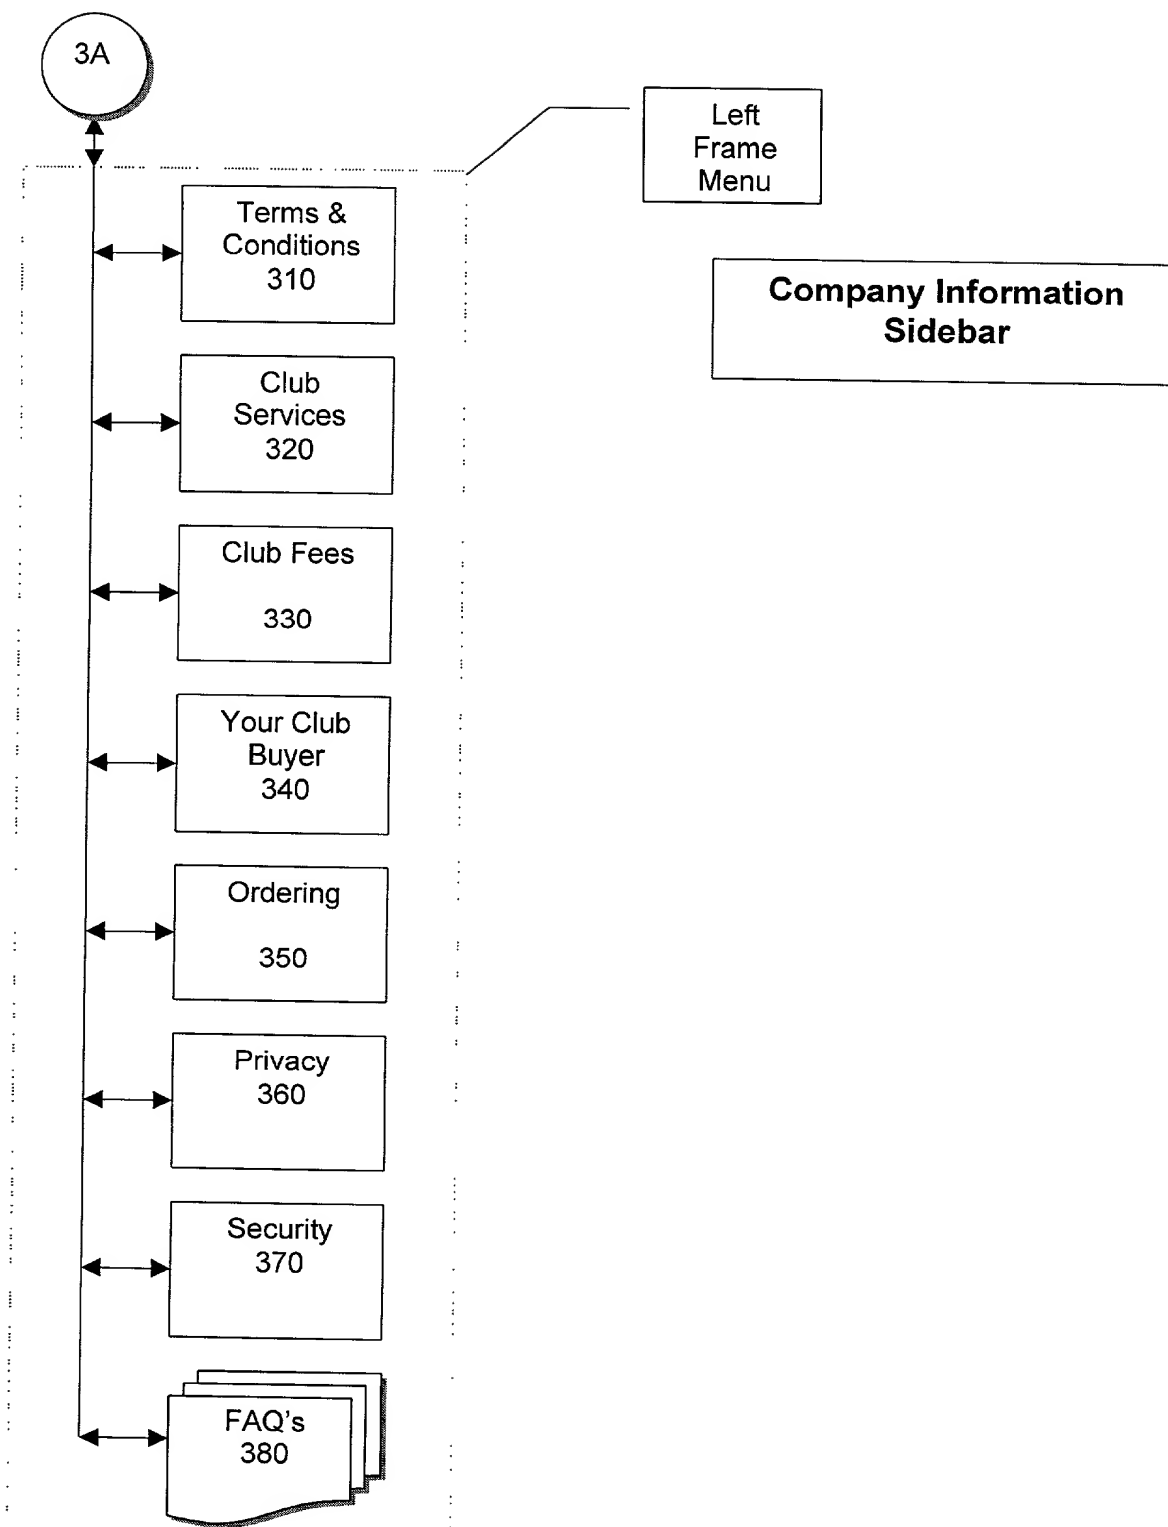 3A
Left
Frame
Menu
Company Information
Sidebar
Terms &
Conditions
310
Club
Services
320
Club Fees
330
Your Club
Buyer
340
Ordering
350
Privacy
360
Security
370
FAQ's
380